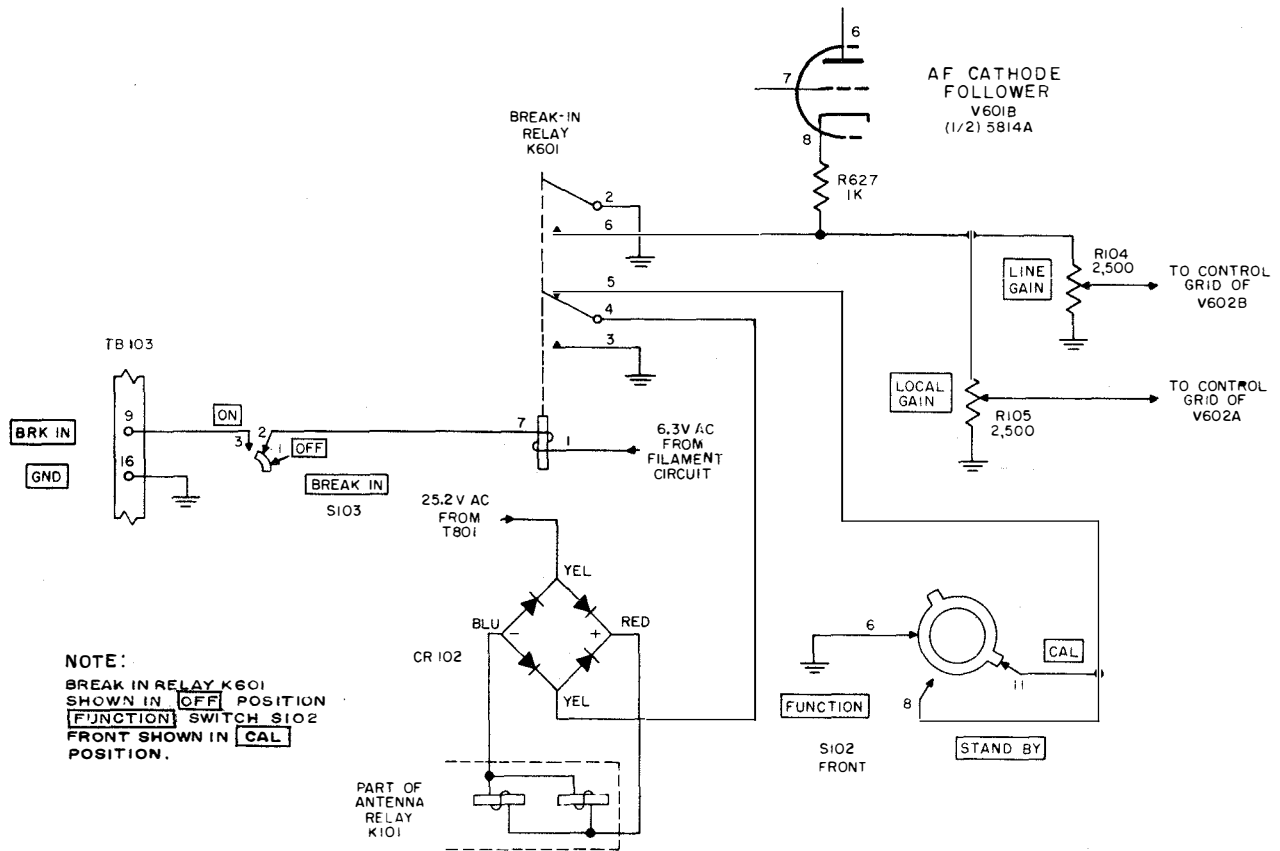 6
7
8
AF CATHODE
FOLLOWER
V601B
(1/2) 5814A
BREAK-IN
RELAY
K601
R627
1K
2
6
5
4
3
LINE
GAIN
R104
2,500
TO CONTROL
GRID OF
V602B
LOCAL
GAIN
R105
2,500
TO CONTROL
GRID OF
V602A
TB103
BRK IN
9
ON
3
2
1
OFF
GND
16
BREAK IN
S103
7
1
6.3V AC
FROM
FILAMENT
CIRCUIT
25.2V AC
FROM
T801
YEL
BLU
-
+
RED
CR 102
YEL
6
CAL
11
8
FUNCTION
S102
FRONT
STAND BY
NOTE:
BREAK IN RELAY K601
SHOWN IN OFF POSITION
FUNCTION SWITCH S102
FRONT SHOWN IN CAL
POSITION.
PART OF
ANTENNA
RELAY
K101